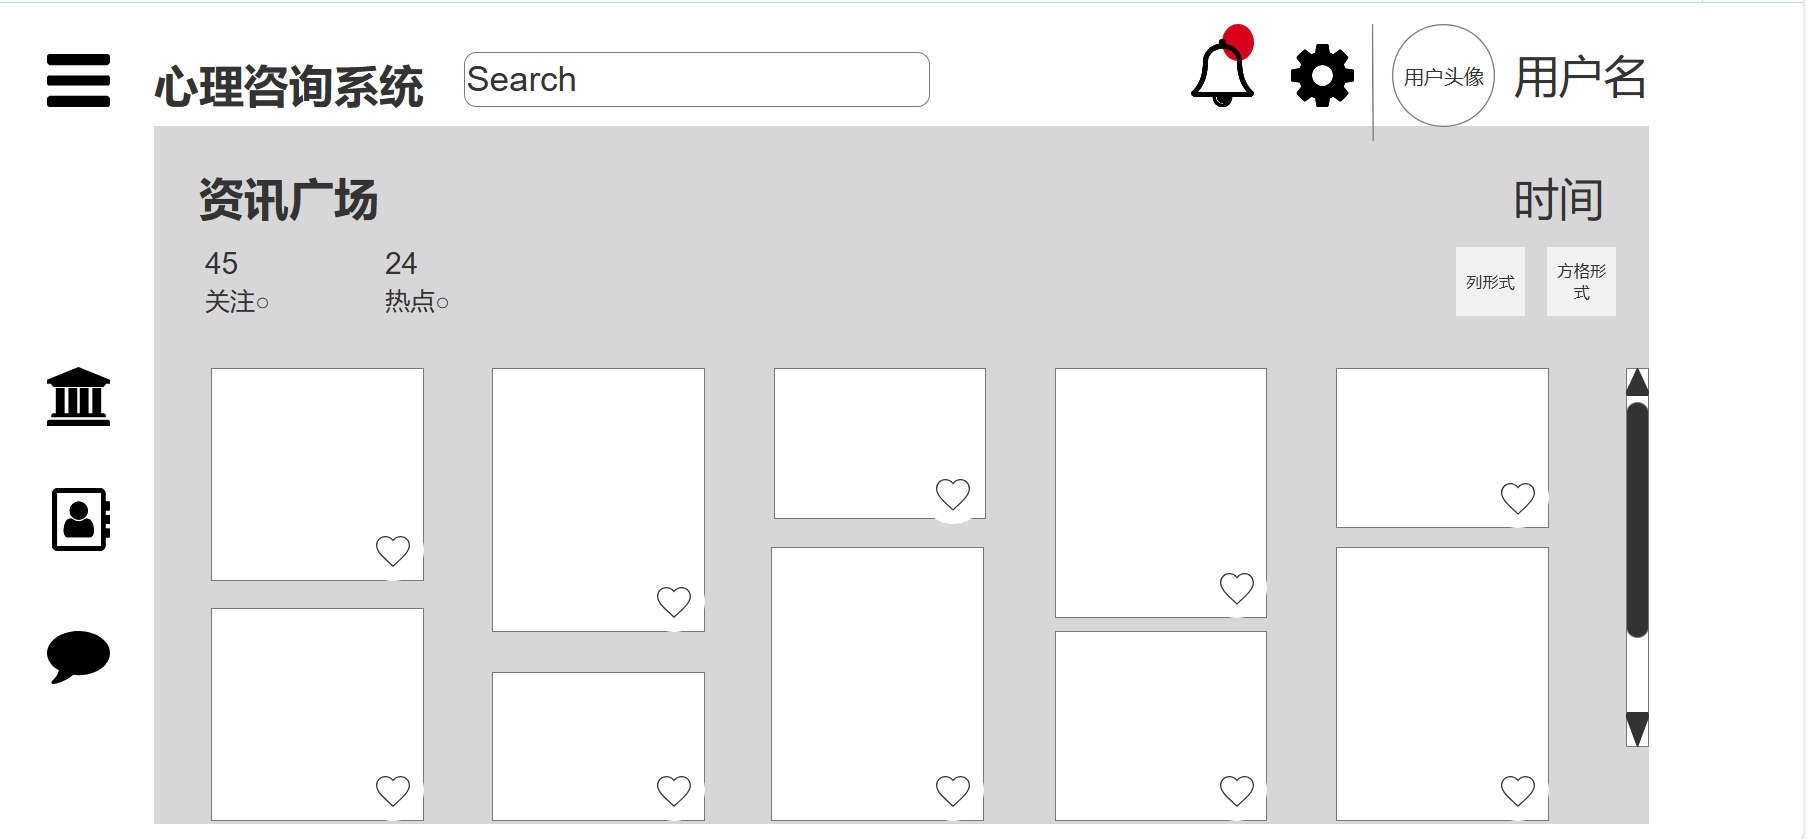 心理咨询系统
Search
用户头像
用户名
资讯广场
时间
45
24
关注○
热点○
列形式
方格形
式